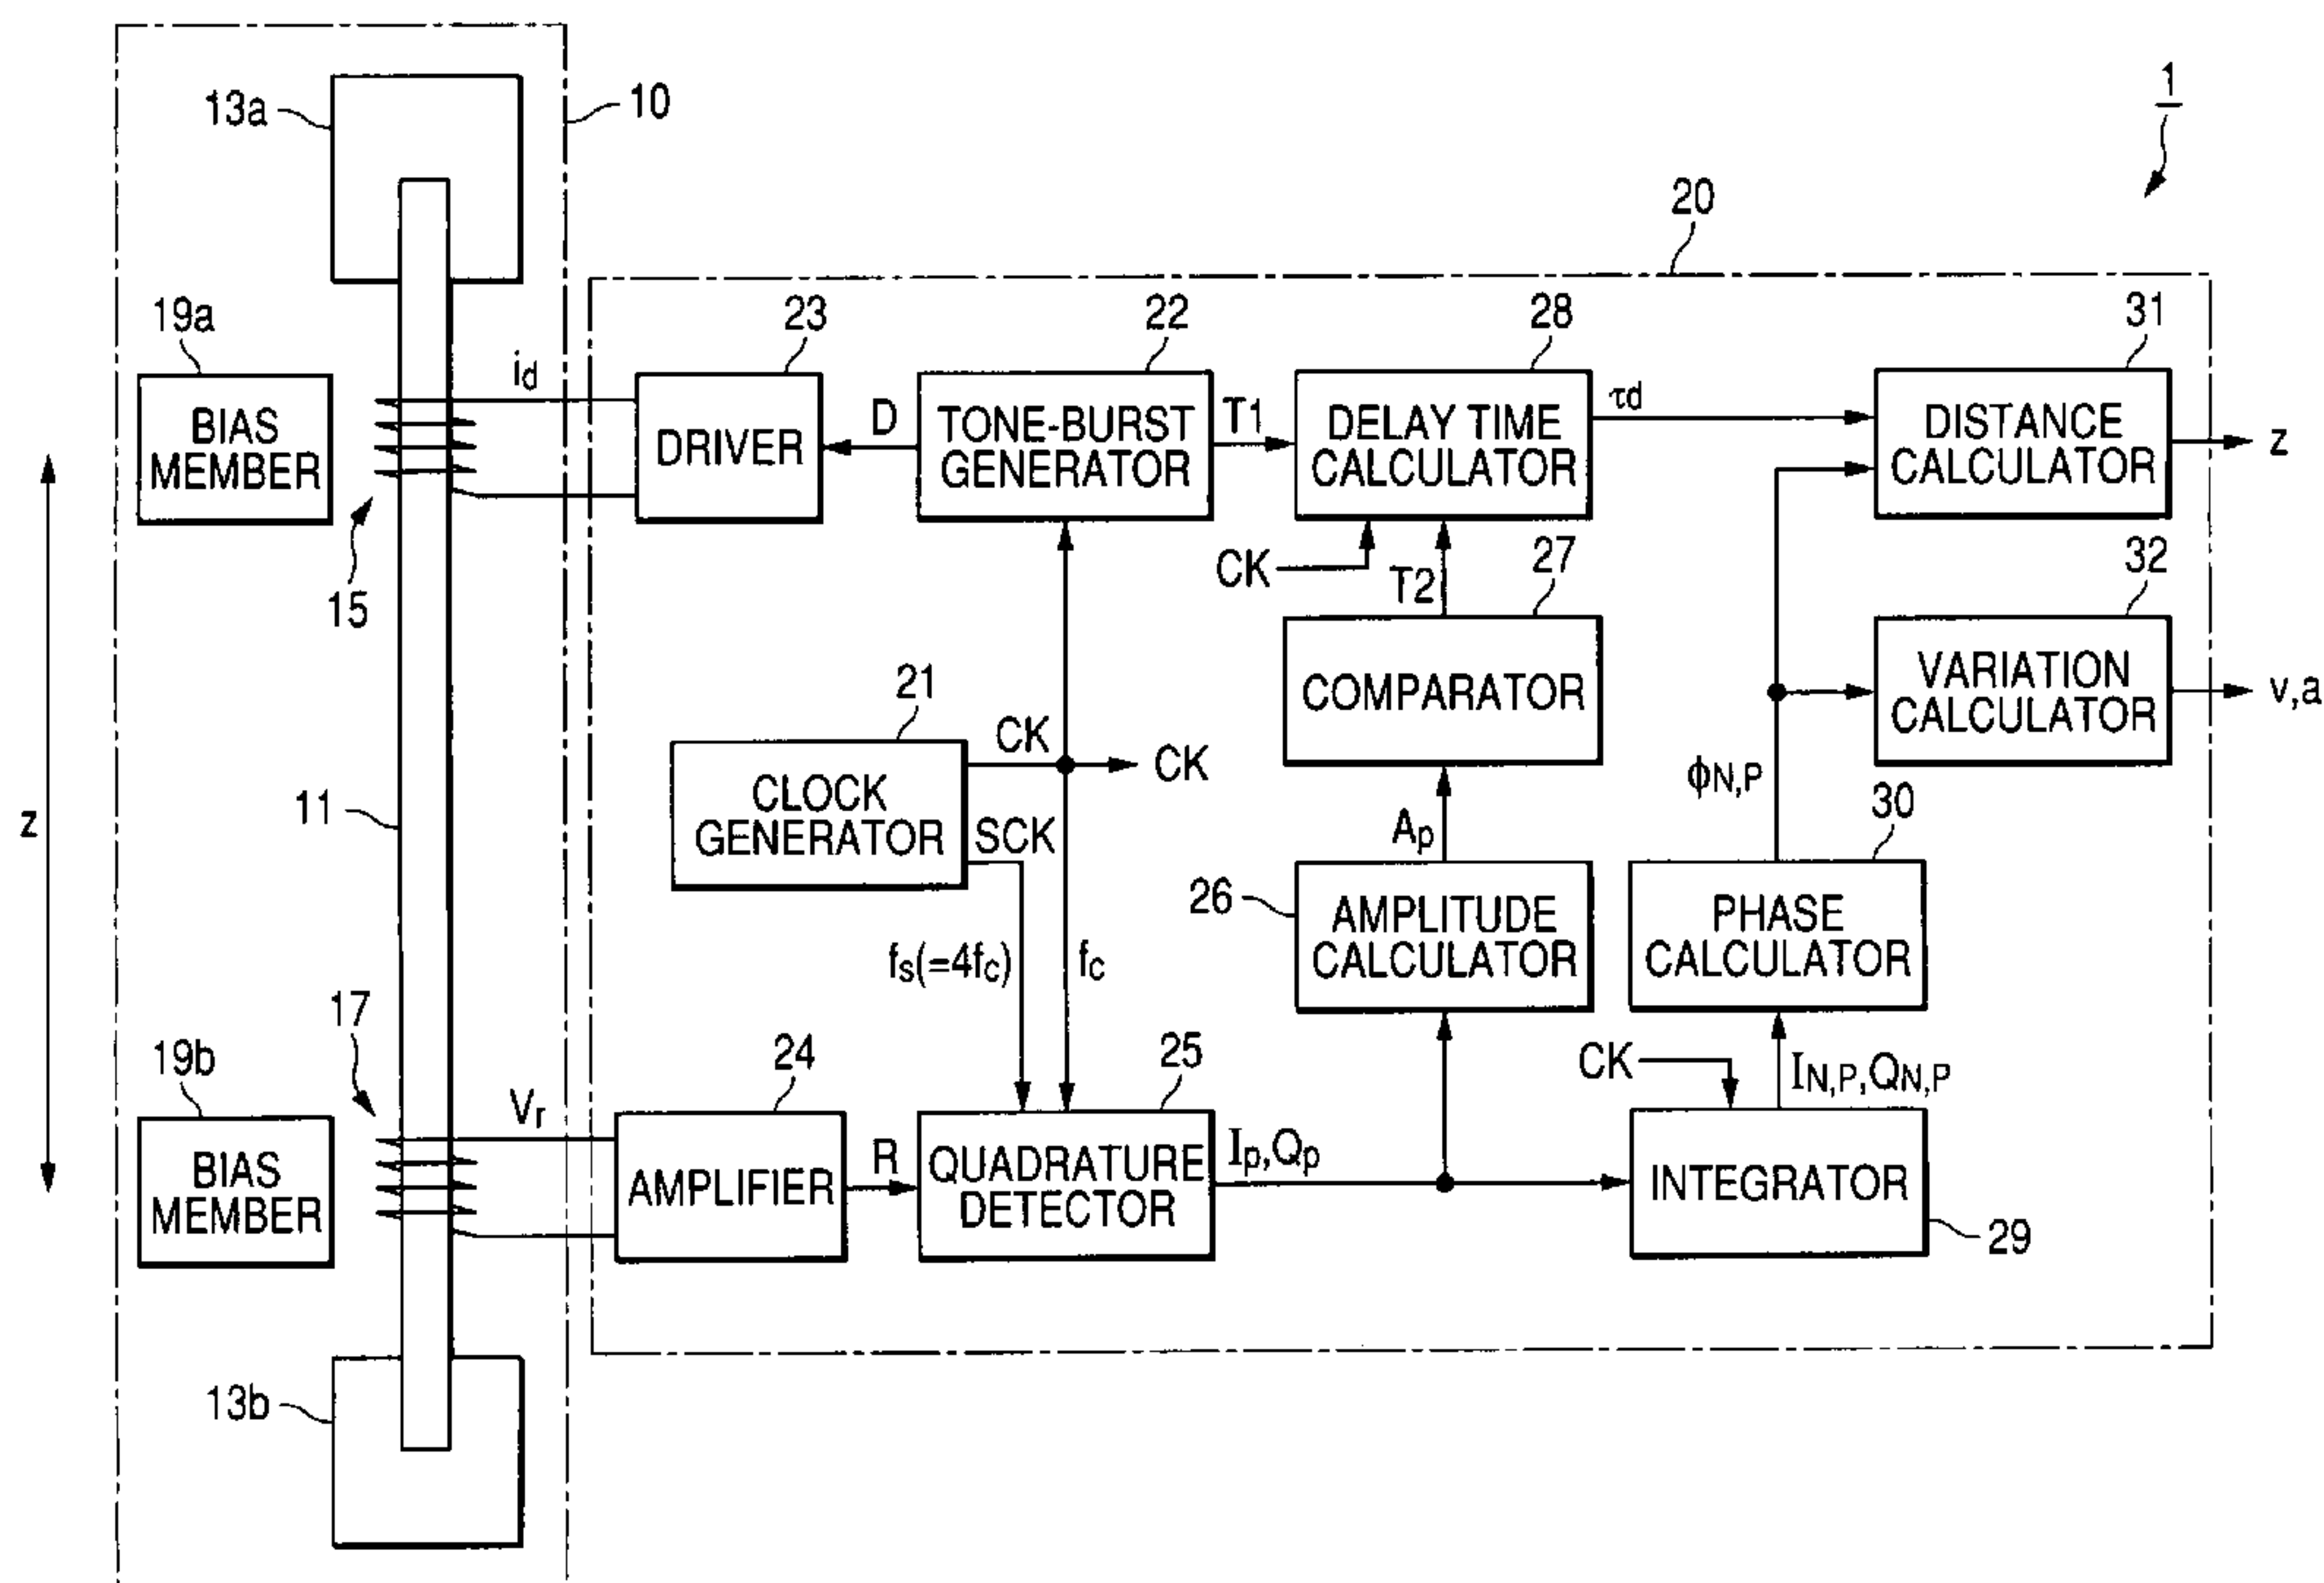 1
10
13a
20
19a
23
22
28
31
BIAS
MEMBER
id
DRIVER
D
TONE-BURST
GENERATOR
T1
DELAY TIME
CALCULATOR
τd
DISTANCE
CALCULATOR
z
15
CK
T2
27
32
COMPARATOR
VARIATION
CALCULATOR
v,a
21
CLOCK
GENERATOR
CK
CK
SCK
z
11
ϕN,P
30
Ap
26
AMPLITUDE
CALCULATOR
PHASE
CALCULATOR
fs(=4fc)
fc
17
19b
24
25
CK
IN,P,QN,P
BIAS
MEMBER
Vr
AMPLIFIER
R
QUADRATURE
DETECTOR
Ip,Qp
INTEGRATOR
29
13b